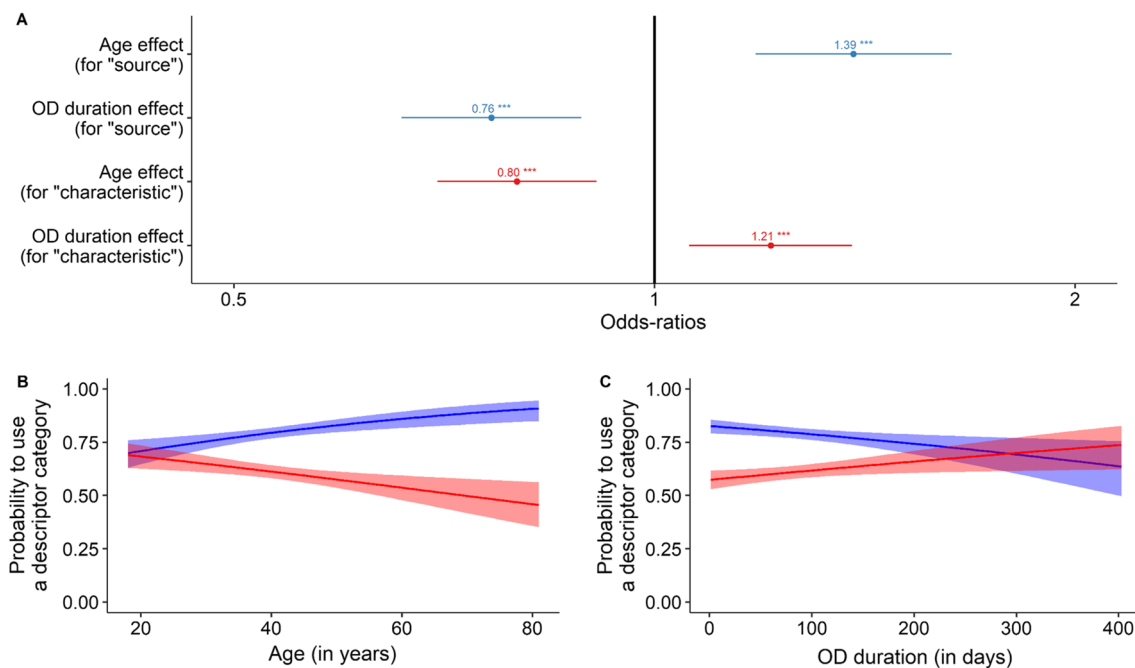 A
Age effect
(for "source")
1.39 ***
OD duration effect
(for "source")
0.76 ***
Age effect
(for "characteristic")
0.80 ***
OD duration effect
(for "characteristic")
1.21 ***
0.5
1
2
Odds-ratios
B
Probability to use
a descriptor category
1.00
0.75
0.50
0.25
0.00
20
40
60
80
Age (in years)
C
Probability to use
a descriptor category
1.00
0.75
0.50
0.25
0.00
0
100
200
300
400
OD duration (in days)